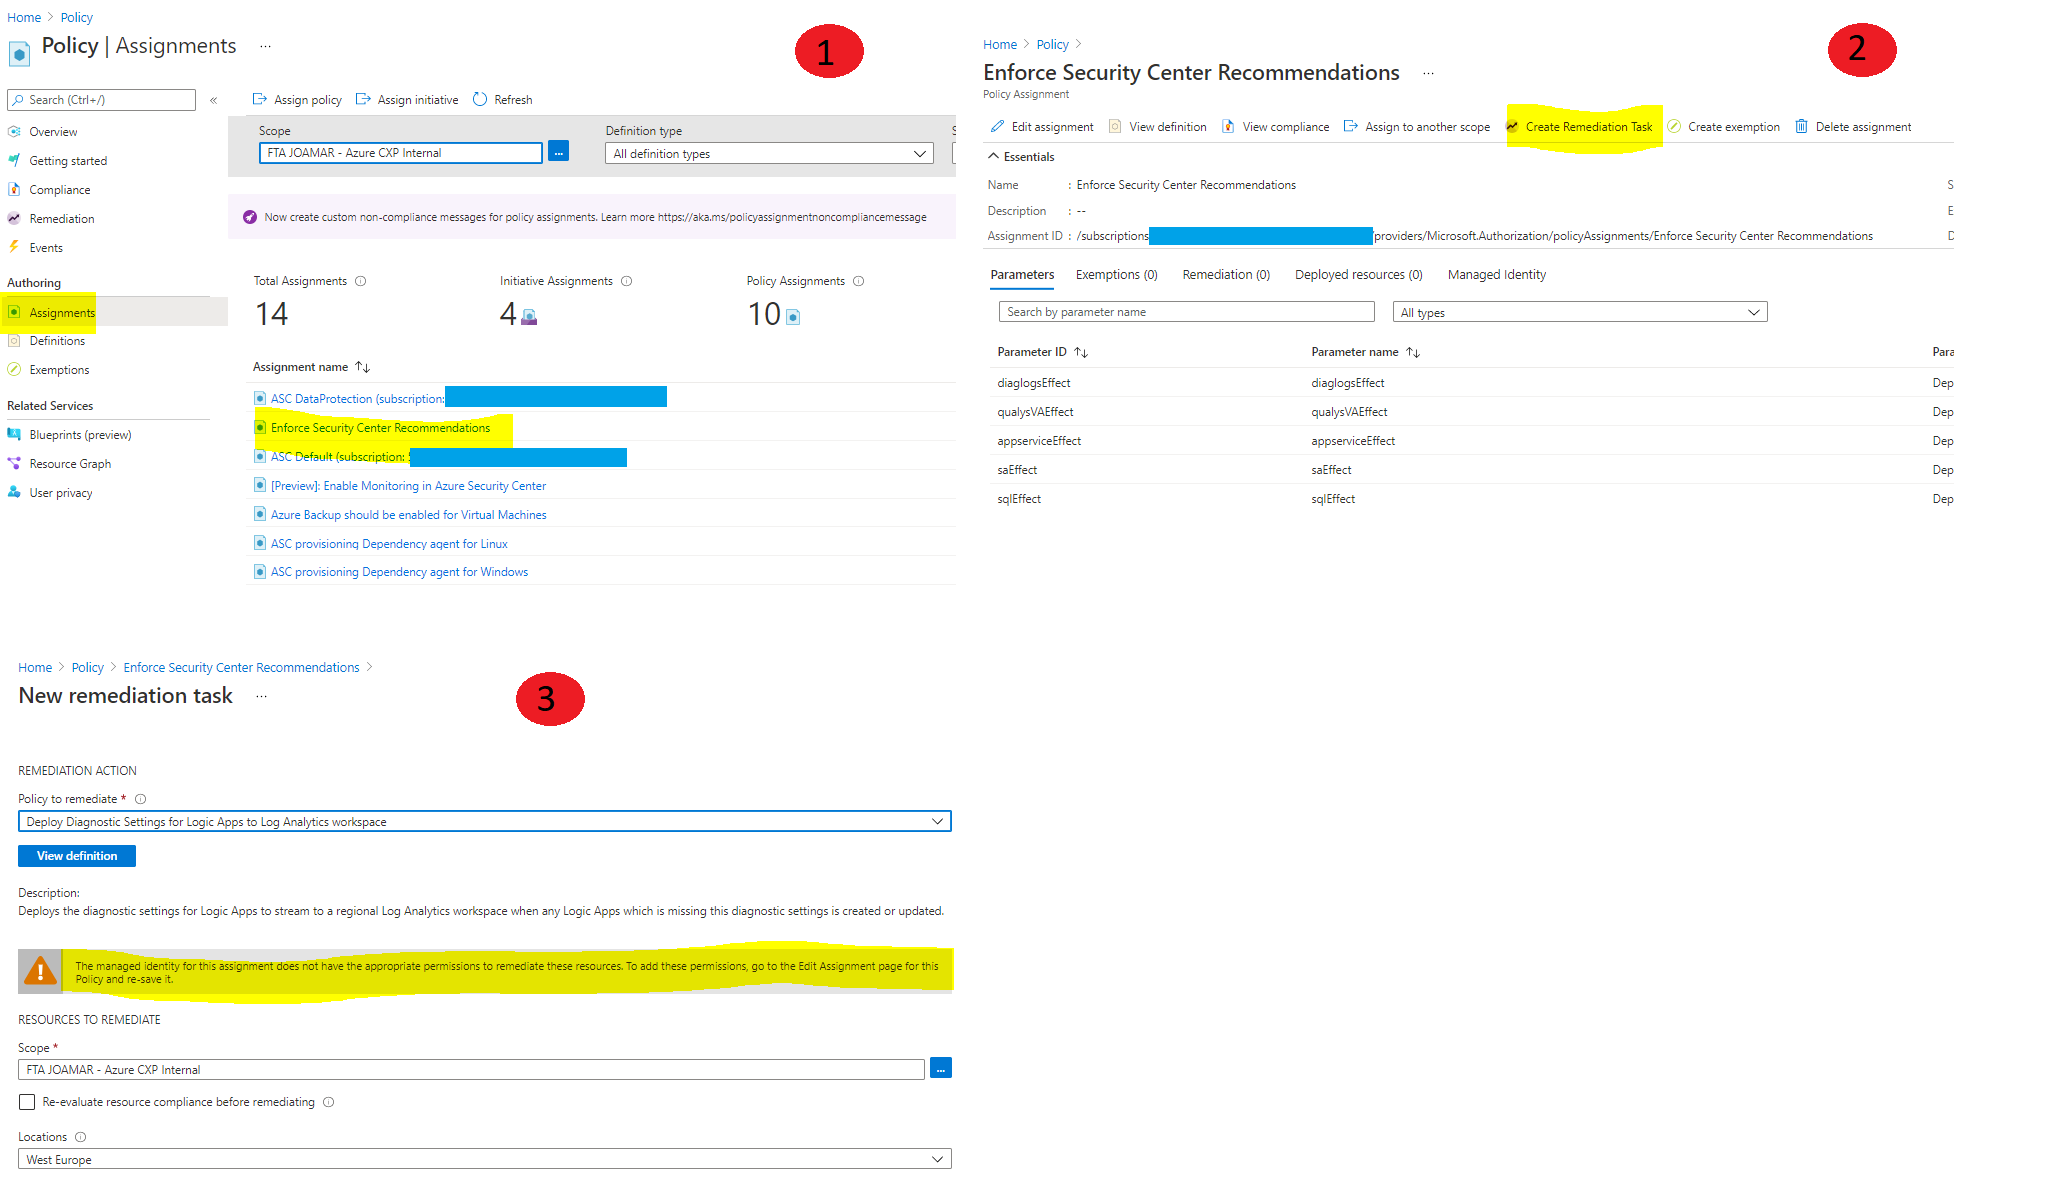 Home > Policy >
Policy | Assignments ...
1
Search (Ctrl+/) «
Overview
Getting started
Compliance
Remediation
Events
Authoring
Assignments
Definitions
Exemptions
Related Services
Blueprints (preview)
Resource Graph
User privacy
Assign policy Assign initiative Refresh
Scope Definition type S
FTA JOAMAR - Azure CXP Internal ... All definition types
Now create custom non-compliance messages for policy assignments. Learn more https://aka.ms/policyassignmentnoncompliancemessage
Total Assignments Initiative Assignments Policy Assignments
14 4 10
Assignment name ↑↓
ASC DataProtection (subscription:
Enforce Security Center Recommendations
ASC Default (subscription:
[Preview]: Enable Monitoring in Azure Security Center
Azure Backup should be enabled for Virtual Machines
ASC provisioning Dependency agent for Linux
ASC provisioning Dependency agent for Windows
Home > Policy >
2
Enforce Security Center Recommendations ...
Policy Assignment
Edit assignment View definition View compliance Assign to another scope Create Remediation Task Create exemption Delete assignment
Essentials
Name : Enforce Security Center Recommendations S
Description : -- E
Assignment ID : /subscriptions /providers/Microsoft.Authorization/policyAssignments/Enforce Security Center Recommendations D
Parameters Exemptions (0) Remediation (0) Deployed resources (0) Managed Identity
Search by parameter name All types
Parameter ID ↑↓ Parameter name ↑↓ Para
diaglogsEffect diaglogsEffect Dep
qualysVAEffect qualysVAEffect Dep
appserviceEffect appserviceEffect Dep
saEffect saEffect Dep
sqlEffect sqlEffect Dep
Home > Policy > Enforce Security Center Recommendations >
New remediation task ...
3
REMEDIATION ACTION
Policy to remediate *
Deploy Diagnostic Settings for Logic Apps to Log Analytics workspace
View definition
Description:
Deploys the diagnostic settings for Logic Apps to stream to a regional Log Analytics workspace when any Logic Apps which is missing this diagnostic settings is created or updated.
The managed identity for this assignment does not have the appropriate permissions to remediate these resources. To add these permissions, go to the Edit Assignment page for this
Policy and re-save it.
RESOURCES TO REMEDIATE
Scope *
FTA JOAMAR - Azure CXP Internal ...
Re-evaluate resource compliance before remediating
Locations
West Europe